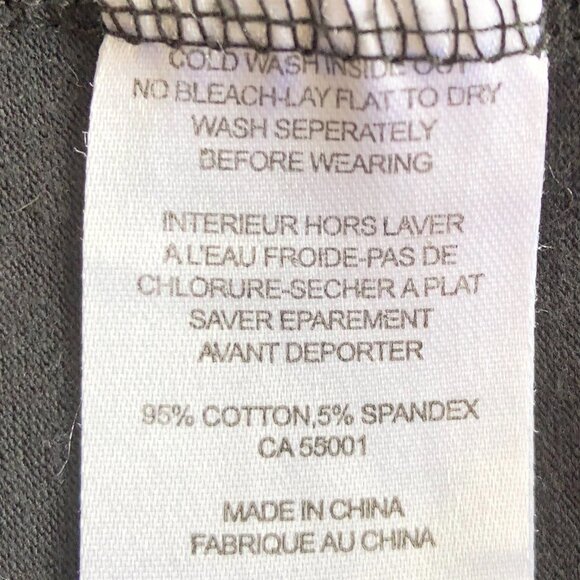 COLD WASH INSIDE OUT
NO BLEACH-LAY FLAT TO DRY
WASH SEPERATELY
BEFORE WEARING
INTERIEUR HORS LAVER
A L'EAU FROIDE-PAS DE
CHLORURE-SECHER A PLAT
SAVER EPAREMENT
AVANT DEPORTER
95% COTTON,5% SPANDEX
CA 55001
MADE IN CHINA
FABRIQUE AU CHINA